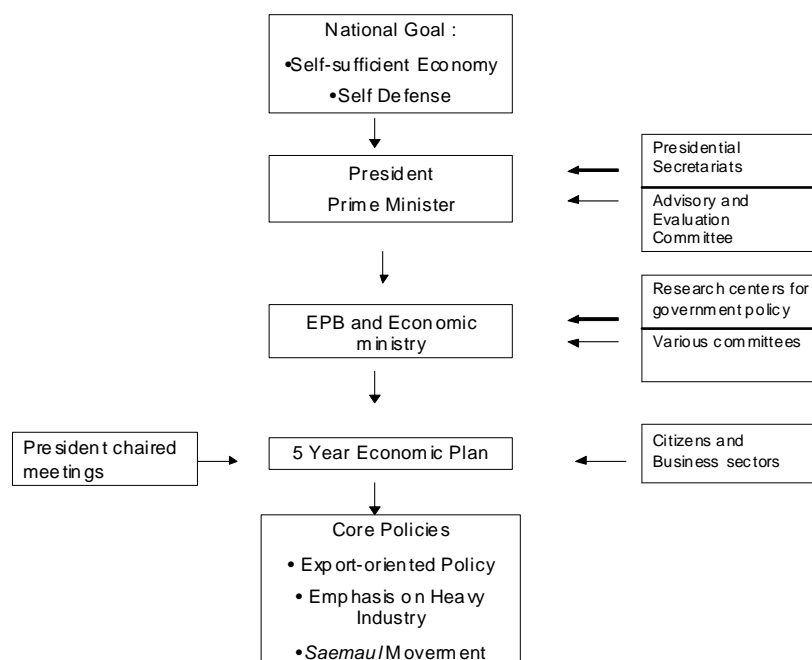 National Goal :
•Self-sufficient Economy
•Self Defense
President
Prime Minister
Presidential
Secretariats
Advisory and
Evaluation
Committee
EPB and Economic
ministry
Research centers for
government policy
Various committees
President chaired
meetings
5 Year Economic Plan
Citizens and
Business sectors
Core Policies
• Export-oriented Policy
• Emphasis on Heavy
Industry
•Saemaul Moverment